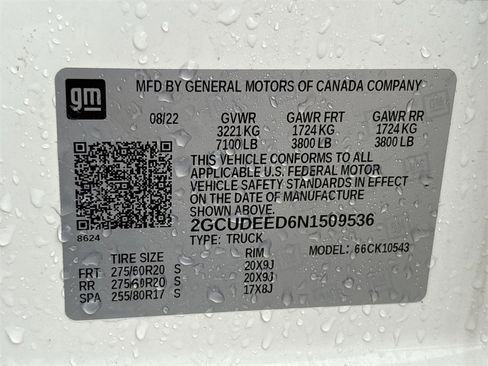 gm
MFD BY GENERAL MOTORS OF CANADA COMPANY
08/22 GVWR GAWR FRT GAWR RR
3221 KG 1724 KG 1724 KG
7100 LB 3800 LB 3800 LB
THIS VEHICLE CONFORMS TO ALL
APPLICABLE U.S. FEDERAL MOTOR
VEHICLE SAFETY STANDARDS IN EFFECT
ON THE DATE OF MANUFACTURE
SHOWN ABOVE.
2GCUDEED6N1509536
8624
TYPE: TRUCK MODEL: 66CK10543
TIRE SIZE RIM
FRT 275/60R20 S 20X9J
RR 275/60R20 S 20X9J
SPA 255/80R17 S 17X8J